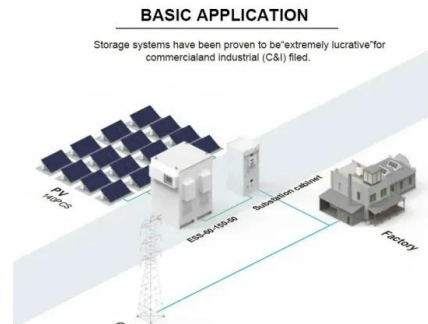 BASIC APPLICATION
Storage systems have been proven to be“extremely lucrative”for
commercialand industrial (C&I) filed.
PV
140PCS
ESS-60-150-50
Substation cabinet
Factory